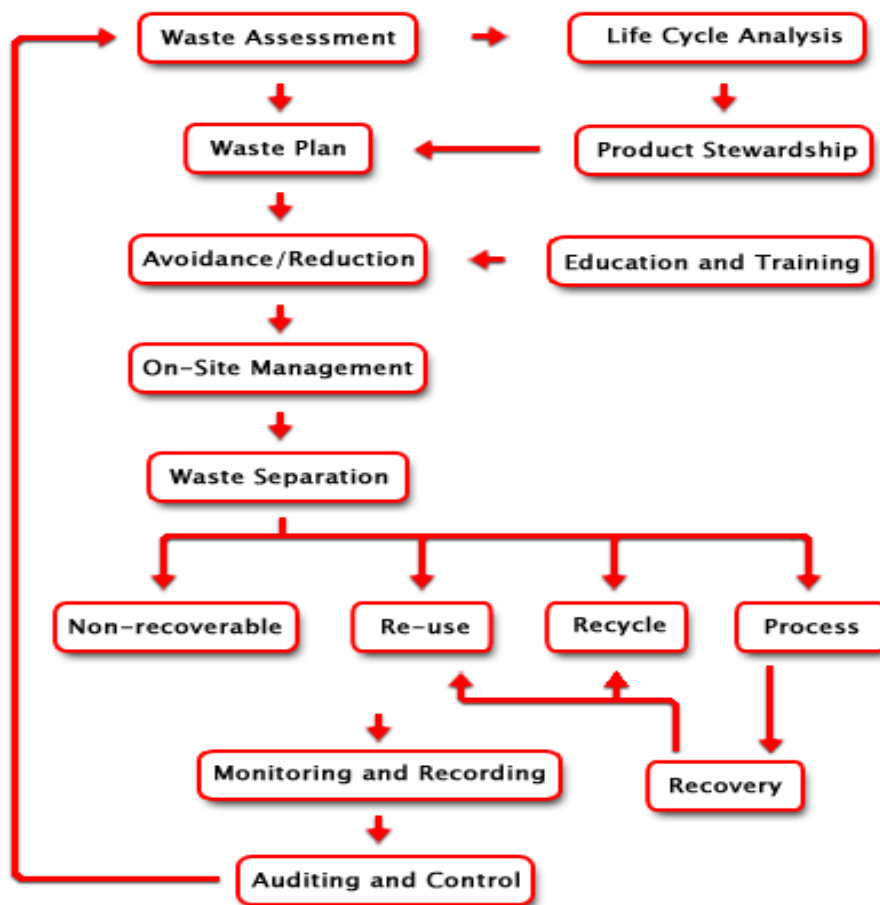 Waste Assessment
Life Cycle Analysis
Waste Plan
Product Stewardship
Avoidance/Reduction
Education and Training
On-Site Management
Waste Separation
Non-recoverable
Re-use
Recycle
Process
Monitoring and Recording
Recovery
Auditing and Control